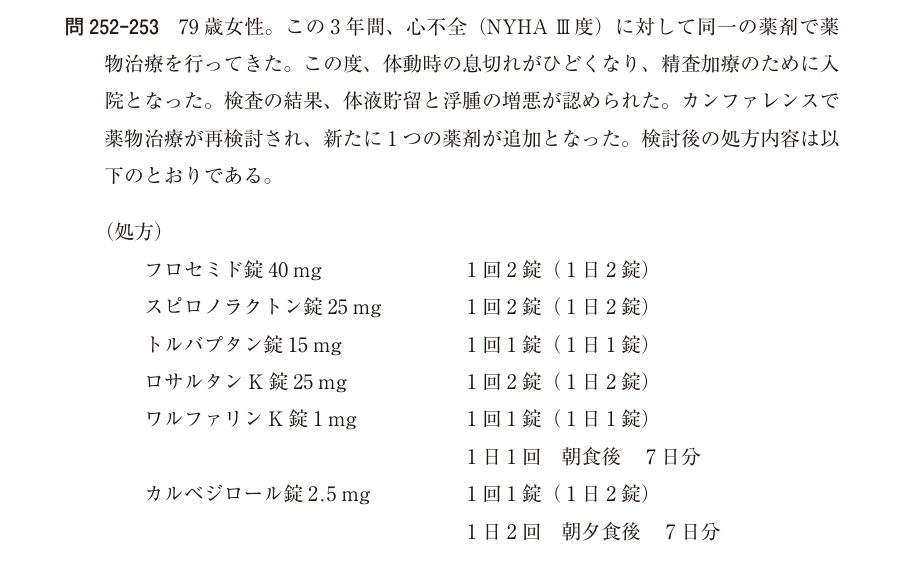 問 252-253　79 歳女性。この 3 年間、心不全（NYHA Ⅲ度）に対して同一の薬剤で薬
物治療を行ってきた。この度、体動時の息切れがひどくなり、精査加療のために入
院となった。検査の結果、体液貯留と浮腫の増悪が認められた。カンファレンスで
薬物治療が再検討され、新たに 1 つの薬剤が追加となった。検討後の処方内容は以
下のとおりである。
（処方）
フロセミド錠 40 mg　1 回 2 錠（1 日 2 錠）
スピロノラクトン錠 25 mg　1 回 2 錠（1 日 2 錠）
トルバプタン錠 15 mg　1 回 1 錠（1 日 1 錠）
ロサルタン K 錠 25 mg　1 回 2 錠（1 日 2 錠）
ワルファリン K 錠 1 mg　1 回 1 錠（1 日 1 錠）
1 日 1 回　朝食後　7 日分
カルベジロール錠 2.5 mg　1 回 1 錠（1 日 2 錠）
1 日 2 回　朝夕食後　7 日分